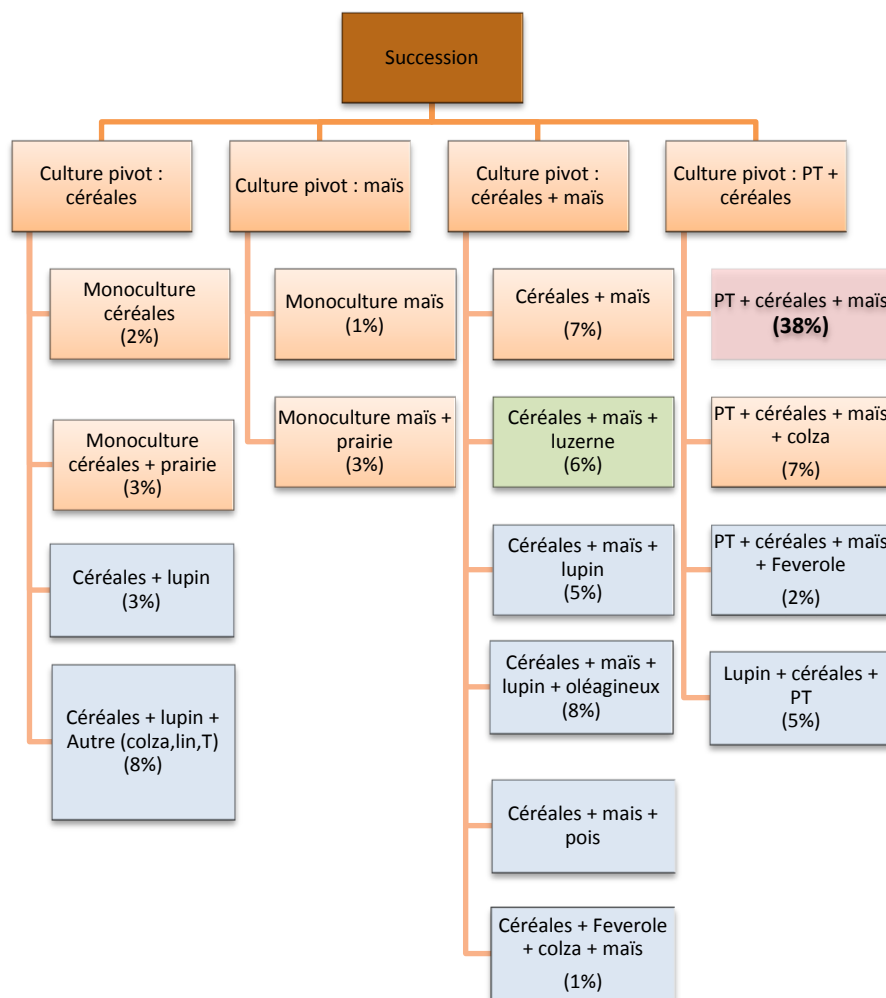 Succession
Culture pivot :
céréales
Culture pivot : maïs
Culture pivot :
céréales + maïs
Culture pivot : PT +
céréales
Monoculture
céréales
(2%)
Monoculture
céréales + prairie
(3%)
Céréales + lupin
(3%)
Céréales + lupin +
Autre (colza,lin,T)
(8%)
Monoculture maïs
(1%)
Monoculture maïs +
prairie
(3%)
Céréales + maïs
(7%)
Céréales + maïs +
luzerne
(6%)
Céréales + maïs +
lupin
(5%)
Céréales + maïs +
lupin + oléagineux
(8%)
Céréales + mais +
pois
Céréales + Feverole
+ colza + maïs
(1%)
PT + céréales + maïs
(38%)
PT + céréales + maïs
+ colza
(7%)
PT + céréales + maïs
+ Feverole
(2%)
Lupin + céréales +
PT
(5%)